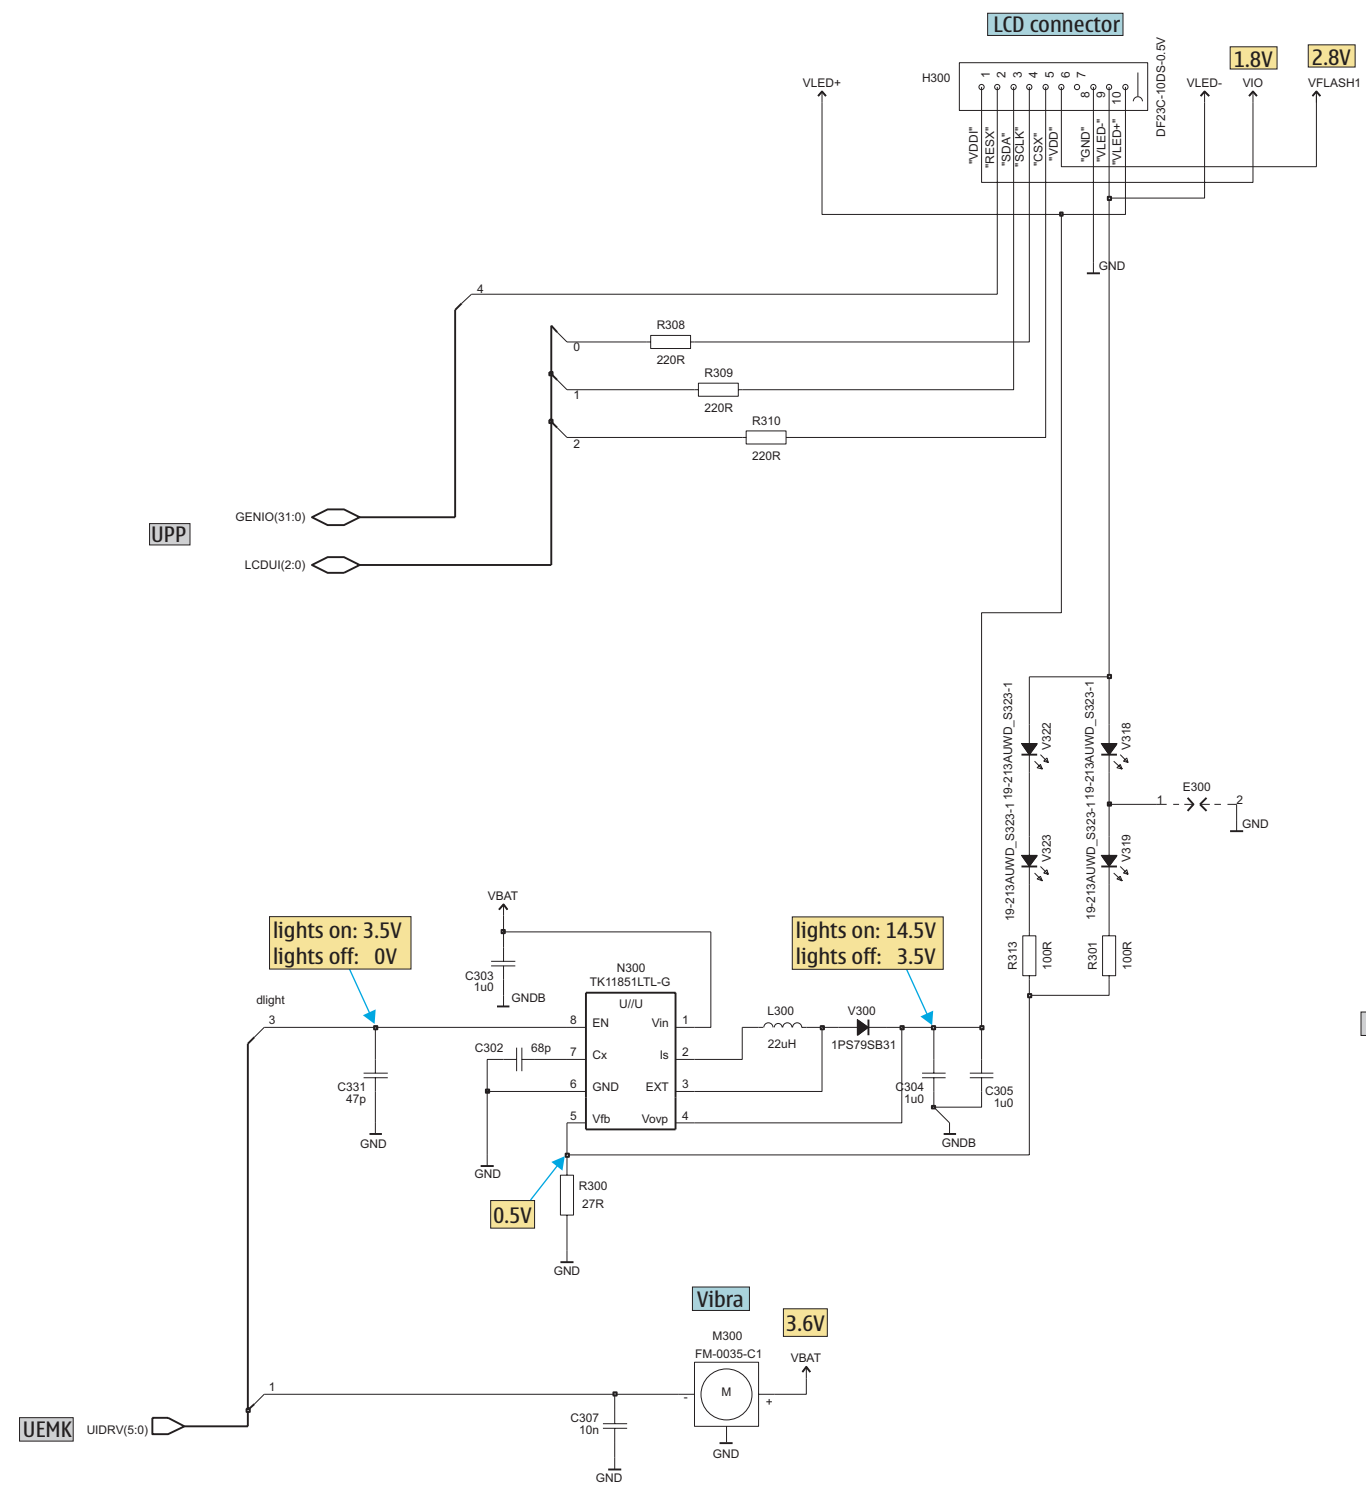 LCD connector
1.8V
2.8V
VLED+
H300
1
2
3
4
5
6
7
8
9
10
DF23C-10DS-0.5V
VLED-
VIO
VFLASH1
"VDDI"
"RESX"
"SDA"
"SCLK"
"CSX"
"VDD"
"GND"
"VLED-"
"VLED+"
GND
4
R308
0
220R
R309
1
220R
R310
2
220R
GENIO(31:0)
UPP
LCDUI(2:0)
19-213AUWD_S323-1
V322
19-213AUWD_S323-1
V318
E300
1
2
GND
19-213AUWD_S323-1
V323
19-213AUWD_S323-1
V319
R313
100R
R301
100R
VBAT
lights on: 3.5V
lights off: 0V
lights on: 14.5V
lights off: 3.5V
C303
1u0
GNDB
N300
TK11851LTL-G
U//U
dlight
3
8
EN
Vin
1
L300
22uH
V300
1PS79SB31
C302
68p
7
Cx
Is
2
6
GND
EXT
3
5
Vfb
Vovp
4
C331
47p
GND
C304
1u0
C305
1u0
GNDB
GND
R300
27R
0.5V
GND
Vibra
3.6V
M300
FM-0035-C1
VBAT
1
M
-
+
C307
10n
GND
GND
UEMK
UIDRV(5:0)